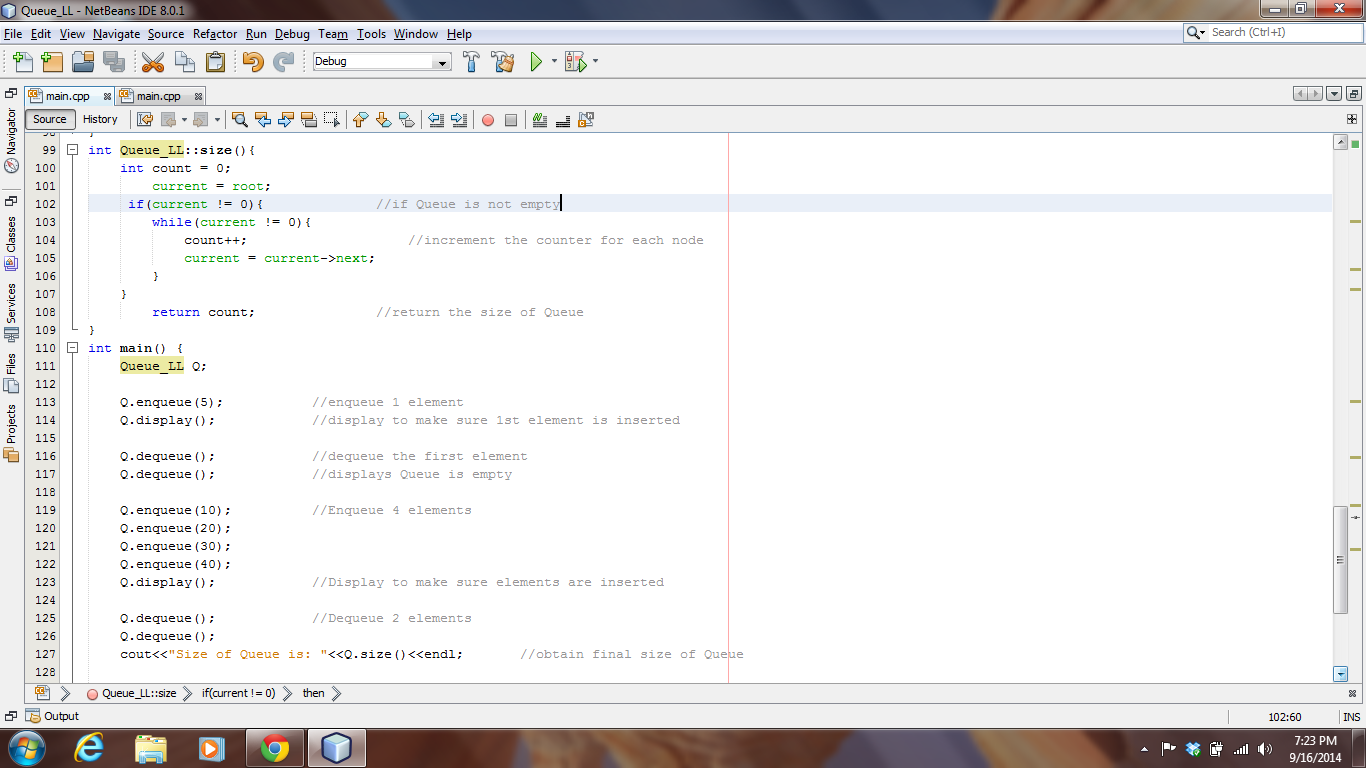 Queue_LL - NetBeans IDE 8.0.1
File Edit View Navigate Source Refactor Run Debug Team Tools Window Help
Search (Ctrl+I)
Debug
main.cpp main.cpp
Source History
Navigator
Classes
Services
Files
Projects
99 int Queue_LL::size(){
100 int count = 0;
101 current = root;
102 if(current != 0){ //if Queue is not empty
103 while(current != 0){
104 count++; //increment the counter for each node
105 current = current->next;
106 }
107 }
108 return count; //return the size of Queue
109 }
110 int main() {
111 Queue_LL Q;
112
113 Q.enqueue(5); //enqueue 1 element
114 Q.display(); //display to make sure 1st element is inserted
115
116 Q.dequeue(); //dequeue the first element
117 Q.dequeue(); //displays Queue is empty
118
119 Q.enqueue(10); //Enqueue 4 elements
120 Q.enqueue(20);
121 Q.enqueue(30);
122 Q.enqueue(40);
123 Q.display(); //Display to make sure elements are inserted
124
125 Q.dequeue(); //Dequeue 2 elements
126 Q.dequeue();
127 cout<<"Size of Queue is: "<<Q.size()<<endl; //obtain final size of Queue
128
Queue_LL::size if(current != 0) then
Output
102:60 INS
7:23 PM
9/16/2014